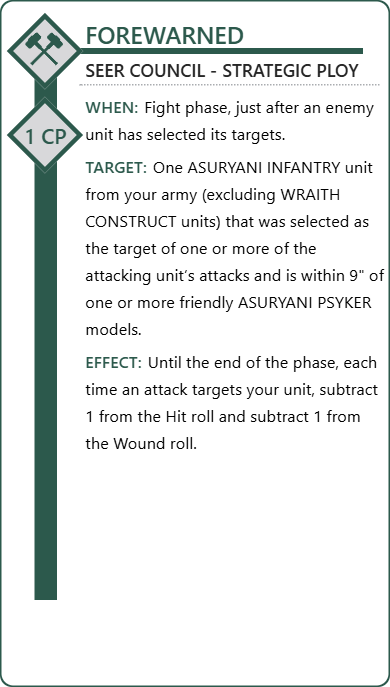 FOREWARNED
SEER COUNCIL - STRATEGIC PLOY
1 CP
WHEN: Fight phase, just after an enemy
unit has selected its targets.
TARGET: One ASURYANI INFANTRY unit
from your army (excluding WRAITH
CONSTRUCT units) that was selected as
the target of one or more of the
attacking unit’s attacks and is within 9" of
one or more friendly ASURYANI PSYKER
models.
EFFECT: Until the end of the phase, each
time an attack targets your unit, subtract
1 from the Hit roll and subtract 1 from
the Wound roll.